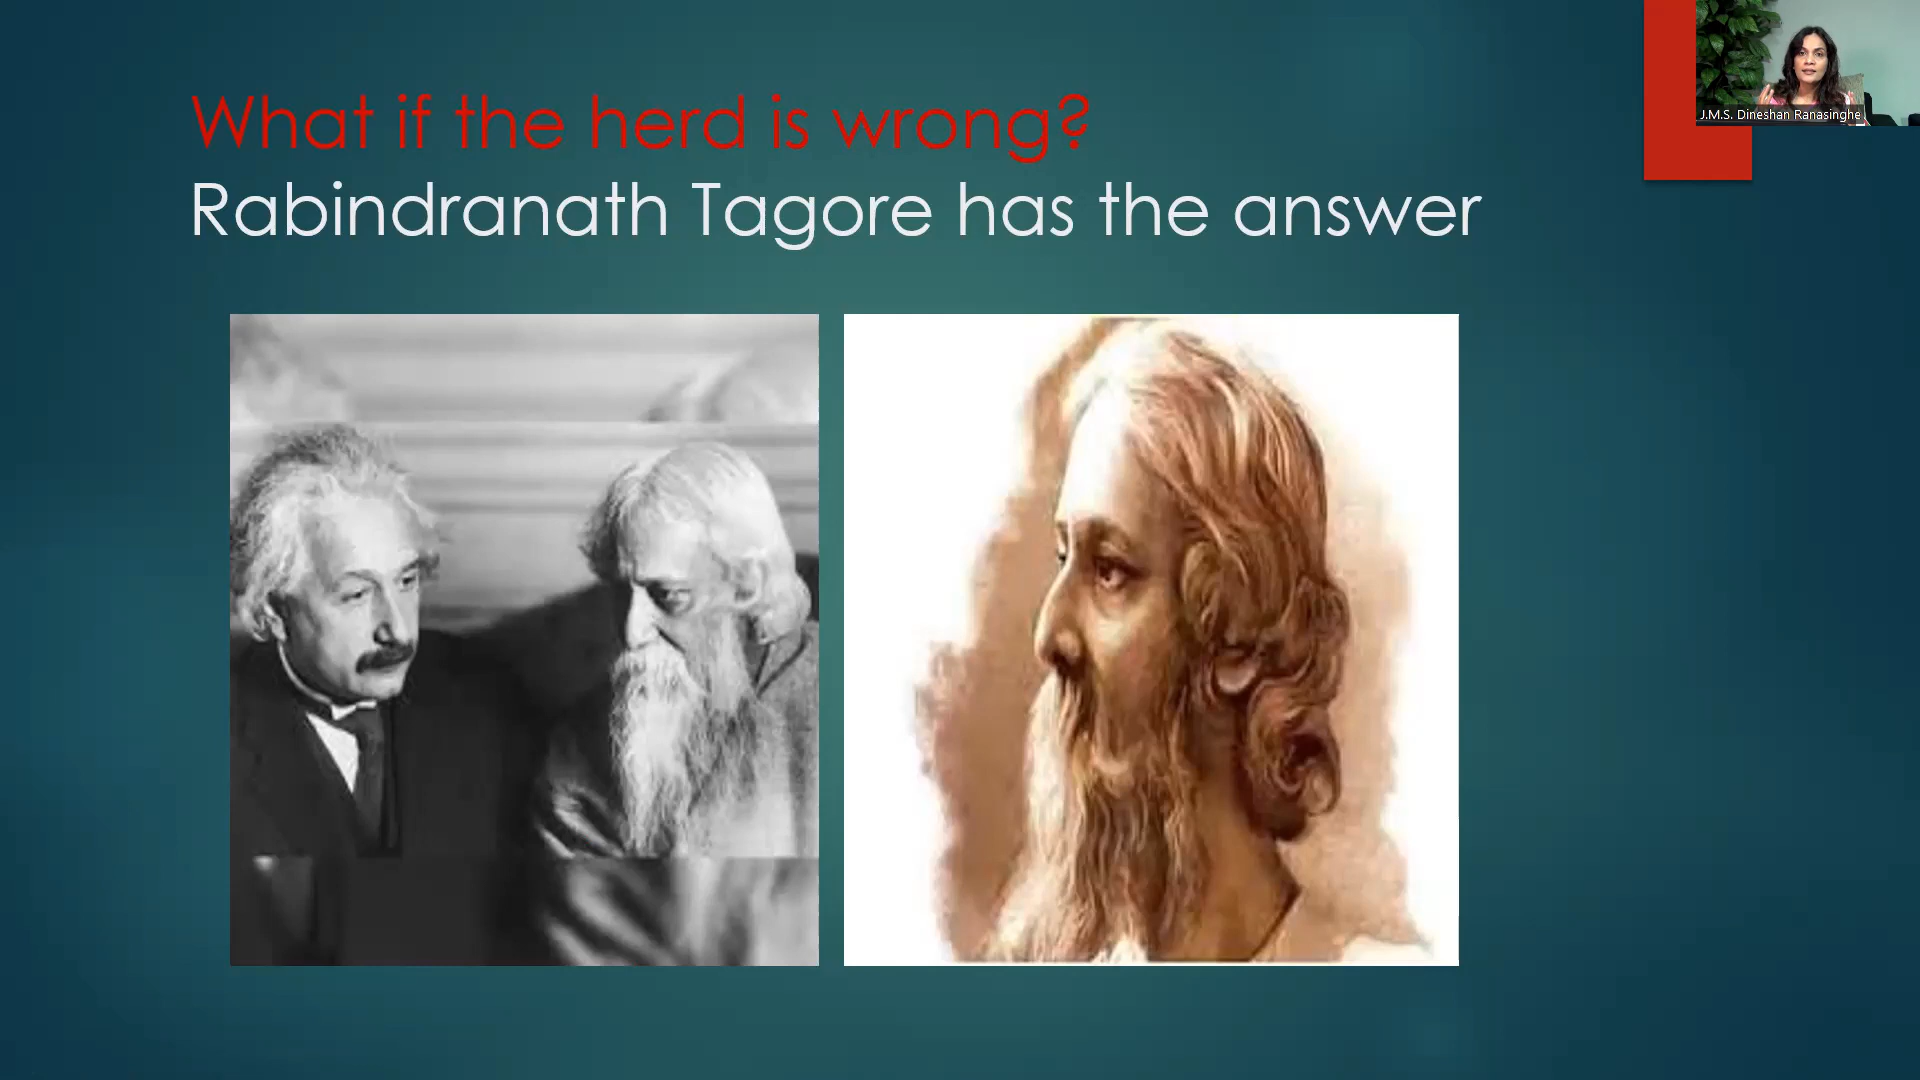 What if the herd is wrong?
Rabindranath Tagore has the answer
J.M.S. Dineshan Ranasinghe